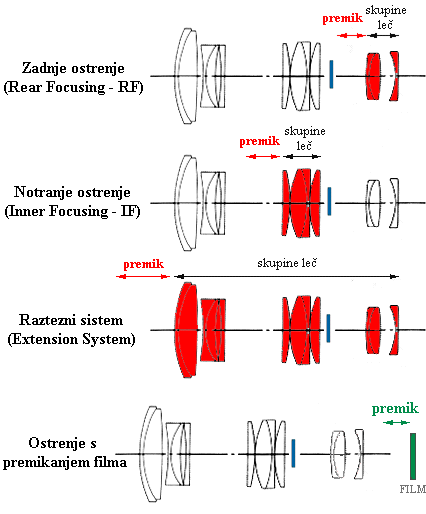 premik
skupine
leč
Zadnje ostrenje
(Rear Focusing - RF)
premik
skupine
leč
Notranje ostrenje
(Inner Focusing - IF)
premik
skupine leč
Raztezni sistem
(Extension System)
premik
Ostrenje s
premikanjem filma
FILM